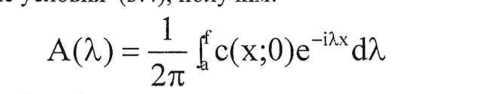 A(λ) = 1/2π ∫_a^f c(x;0)e^{-iλx} dλ